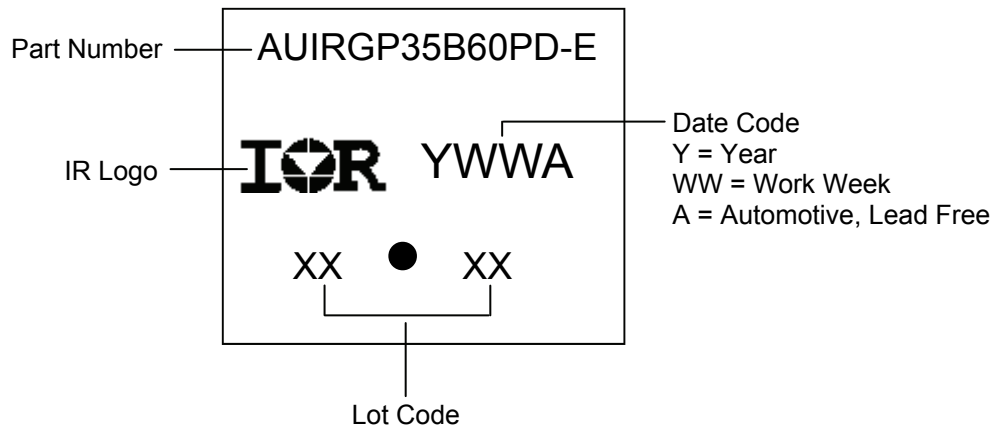 Part Number
AUIRGP35B60PD-E
IR Logo
IOR
YWWA
Date Code
Y = Year
WW = Work Week
A = Automotive, Lead Free
XX XX
Lot Code